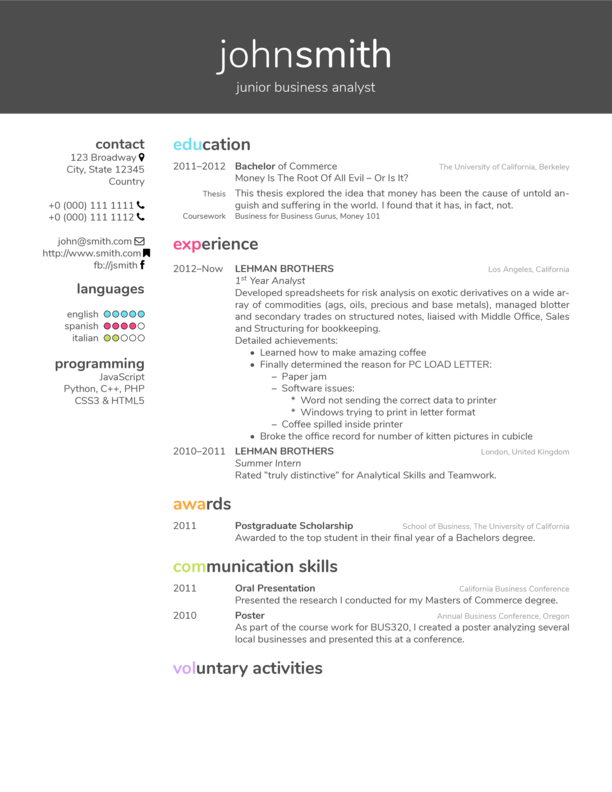 johnsmith
junior business analyst
contact
123 Broadway
City, State 12345
Country
+0 (000) 111 1111
+0 (000) 111 1112
john@smith.com
http://www.smith.com
fb://jsmith
languages
english
spanish
italian
programming
JavaScript
Python, C++, PHP
CSS3 & HTML5
education
2011–2012 Bachelor of Commerce The University of California, Berkeley
Money Is The Root Of All Evil – Or Is It?
Thesis This thesis explored the idea that money has been the cause of untold an-
guish and suffering in the world. I found that it has, in fact, not.
Coursework Business for Business Gurus, Money 101
experience
2012–Now LEHMAN BROTHERS Los Angeles, California
1st Year Analyst
Developed spreadsheets for risk analysis on exotic derivatives on a wide ar-
ray of commodities (ags, oils, precious and base metals), managed blotter
and secondary trades on structured notes, liaised with Middle Office, Sales
and Structuring for bookkeeping.
Detailed achievements:
• Learned how to make amazing coffee
• Finally determined the reason for PC LOAD LETTER:
– Paper jam
– Software issues:
* Word not sending the correct data to printer
* Windows trying to print in letter format
– Coffee spilled inside printer
• Broke the office record for number of kitten pictures in cubicle
2010–2011 LEHMAN BROTHERS London, United Kingdom
Summer Intern
Rated "truly distinctive" for Analytical Skills and Teamwork.
awards
2011 Postgraduate Scholarship School of Business, The University of California
Awarded to the top student in their final year of a Bachelors degree.
communication skills
2011 Oral Presentation California Business Conference
Presented the research I conducted for my Masters of Commerce degree.
2010 Poster Annual Business Conference, Oregon
As part of the course work for BUS320, I created a poster analyzing several
local businesses and presented this at a conference.
voluntary activities